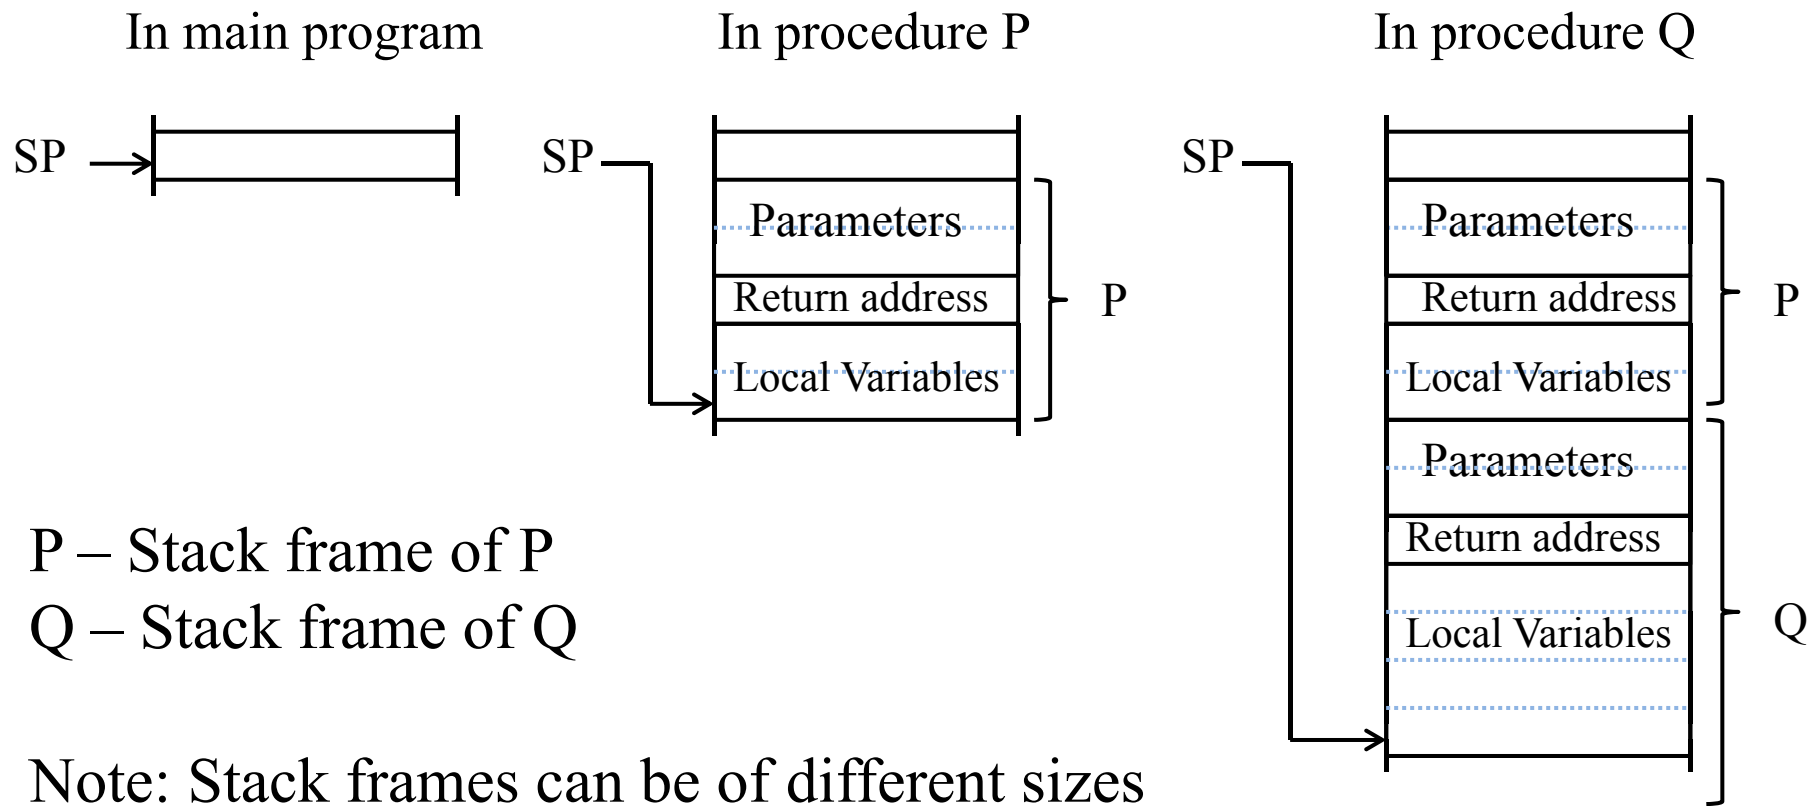 In main program
In procedure P
In procedure Q
SP
SP
Parameters
Return address
Local Variables
P
SP
Parameters
Return address
Local Variables
P
Parameters
Return address
Local Variables
Q
P – Stack frame of P
Q – Stack frame of Q
Note: Stack frames can be of different sizes